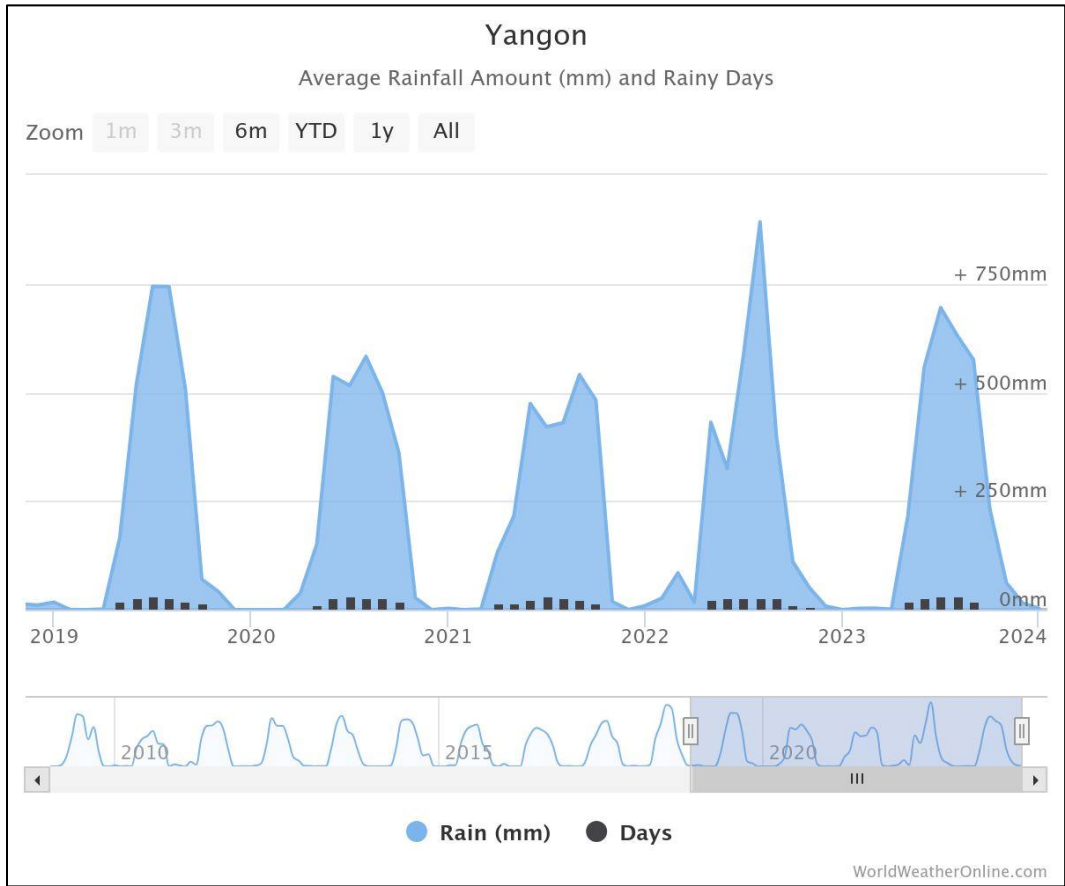 Yangon
Average Rainfall Amount (mm) and Rainy Days
Zoom 1m 3m 6m YTD 1y All
+ 750mm
+ 500mm
+ 250mm
0mm
2019 2020 2021 2022 2023 2024
2010 2015 2020
Rain (mm) Days
WorldWeatherOnline.com